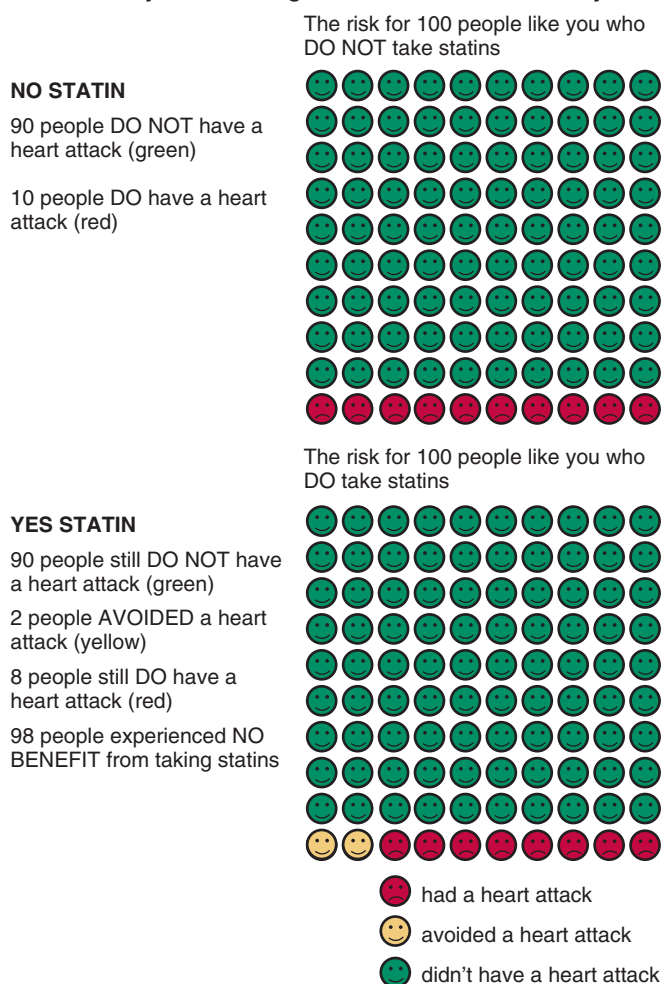 The risk for 100 people like you who
DO NOT take statins
NO STATIN
90 people DO NOT have a
heart attack (green)
10 people DO have a heart
attack (red)
The risk for 100 people like you who
DO take statins
YES STATIN
90 people still DO NOT have
a heart attack (green)
2 people AVOIDED a heart
attack (yellow)
8 people still DO have a
heart attack (red)
98 people experienced NO
BENEFIT from taking statins
had a heart attack
avoided a heart attack
didn't have a heart attack